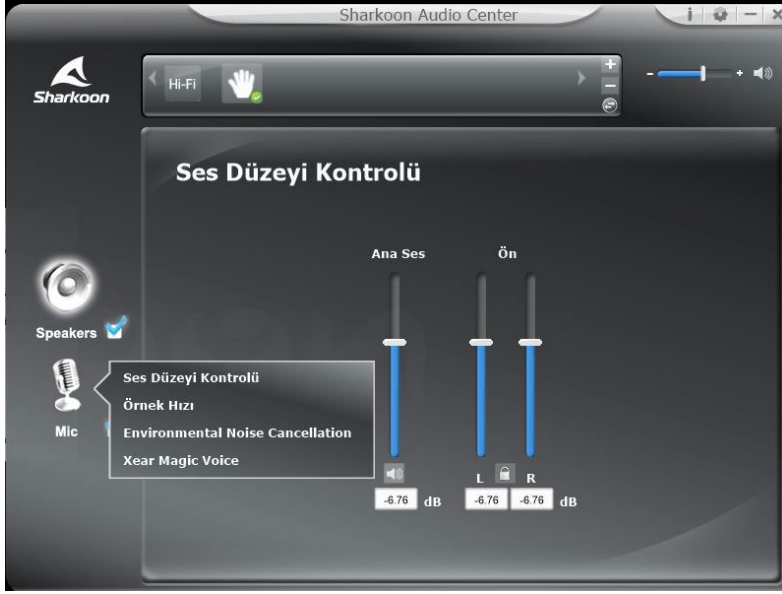 Sharkoon Audio Center
i
Sharkoon
Hi-Fi
- +
Ses Düzeyi Kontrolü
Ana Ses Ön
Speakers
Ses Düzeyi Kontrolü
Örnek Hızı
Mic
Environmental Noise Cancellation
Xear Magic Voice
L R
-6.76 dB -6.76 -6.76 dB